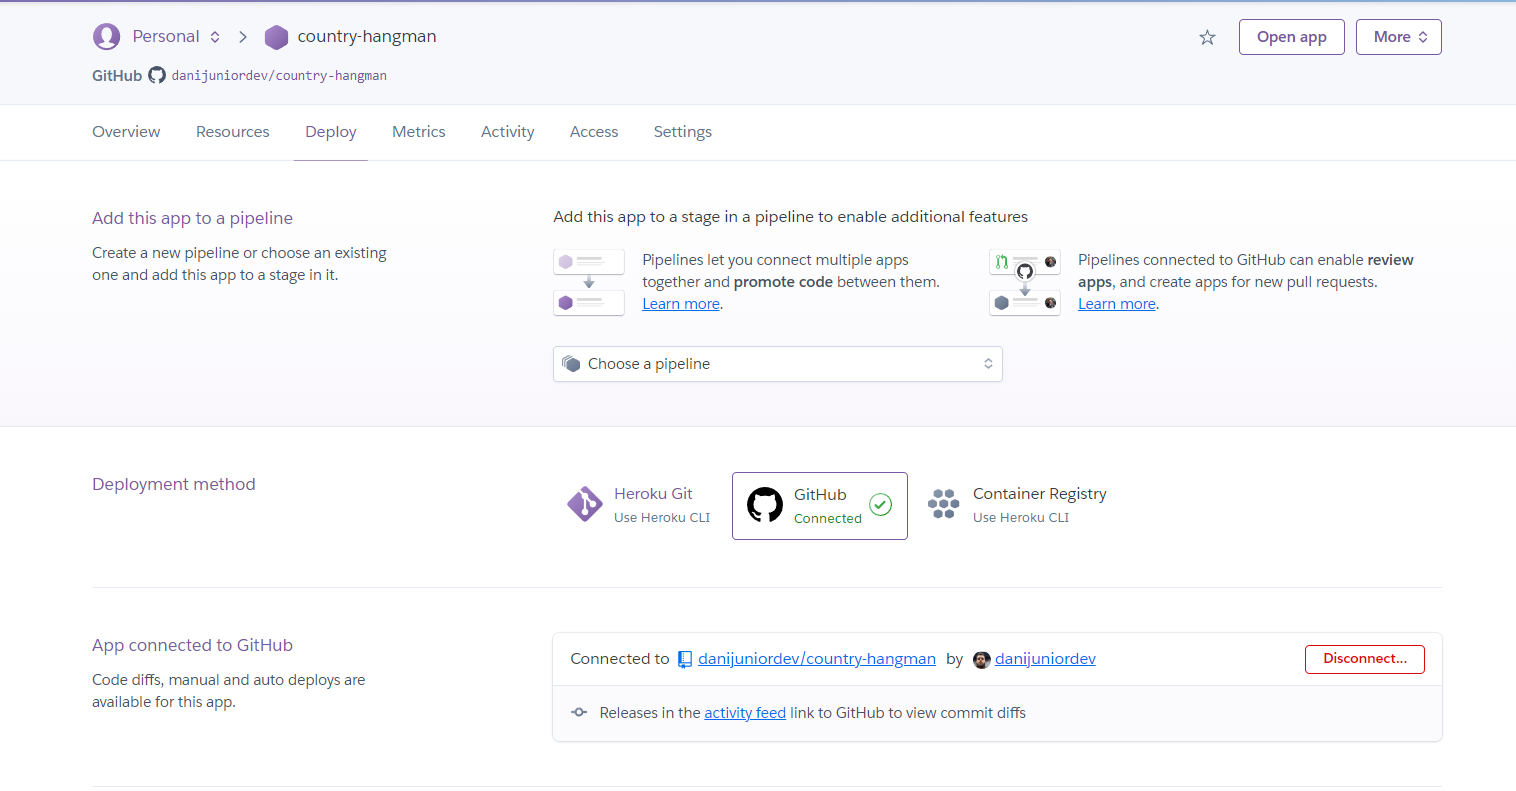 Personal country-hangman
Open app
More
GitHub danijuniordev/country-hangman
Overview Resources Deploy Metrics Activity Access Settings
Add this app to a pipeline
Create a new pipeline or choose an existing
one and add this app to a stage in it.
Add this app to a stage in a pipeline to enable additional features
Pipelines let you connect multiple apps
together and promote code between them.
Learn more.
Pipelines connected to GitHub can enable review
apps, and create apps for new pull requests.
Learn more.
Choose a pipeline
Deployment method
Heroku Git
Use Heroku CLI
GitHub
Connected
Container Registry
Use Heroku CLI
App connected to GitHub
Code diffs, manual and auto deploys are
available for this app.
Connected to danijuniordev/country-hangman by danijuniordev
Disconnect...
Releases in the activity feed link to GitHub to view commit diffs